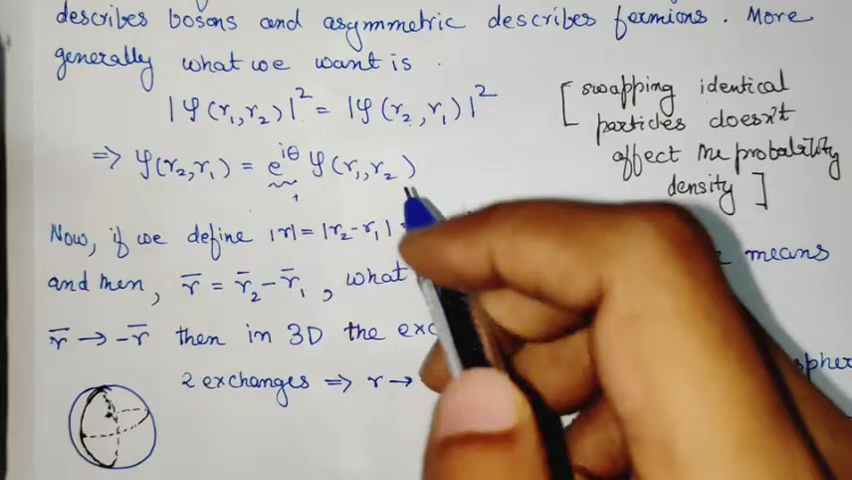 describes bosons and asymmetric describes fermions. More
generally what we want is
|φ(r₁,r₂)|² = |φ(r₂,r₁)|²
[swapping identical
particles doesn't
affect the probability
density]
⇒ φ(r₂,r₁) = e^{iθ} φ(r₁,r₂)
Now, if we define |r| = |r₂-r₁| =
means
and then, r̄ = r̄₂-r̄₁, what
r̄ → -r̄ then in 3D the exc
2 exchanges ⇒ r →